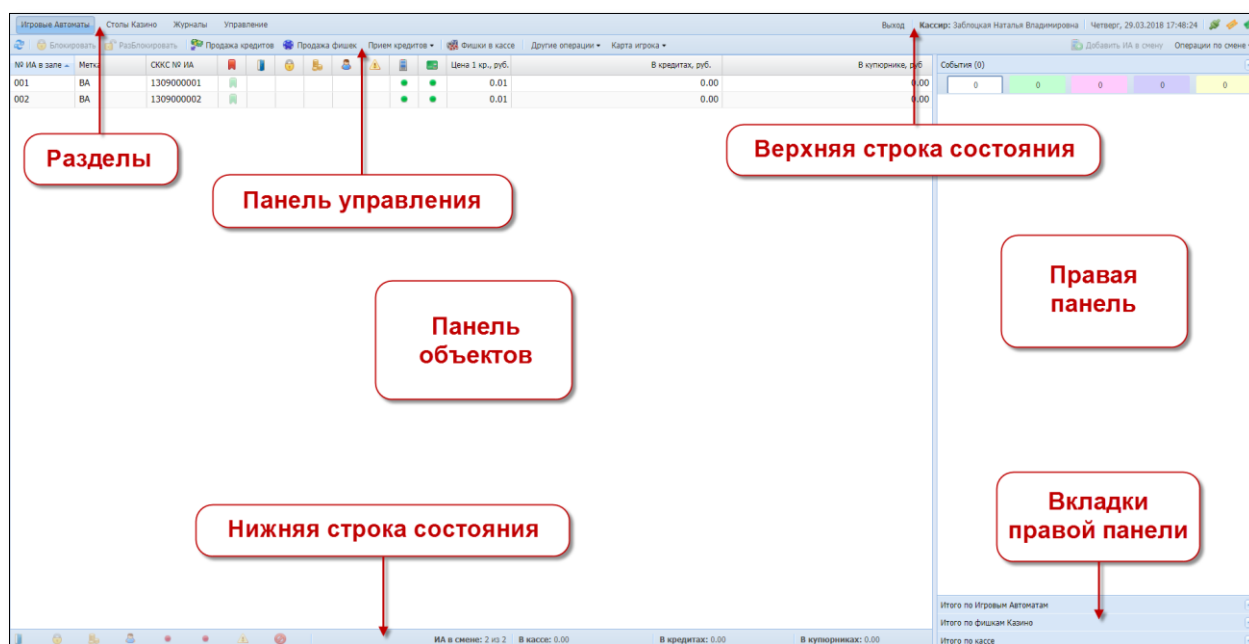 Игровые Автоматы Столы Казино Журналы Управление Выход Кассир: Заблоцкая Наталья Владимировна Четверг, 29.03.2018 17:48:24
Блокировать Разблокировать Продажа кредитов Продажа фишек Прием кредитов Фишки в кассе Другие операции Карта игрока Добавить ИА в смену Операции по смене
№ ИА в зале Метка СККС № ИА Цена 1 кр., руб. В кредитах, руб. В купюрнике, руб События (0)
001 ВА 1309000001 0.01 0.00 0.00
0 0 0 0 0
002 ВА 1309000002 0.01 0.00 0.00
Разделы
Верхняя строка состояния
Панель управления
Панель
объектов
Правая
панель
Нижняя строка состояния
Вкладки
правой панели
Итого по Игровым Автоматам
Итого по фишкам Казино
Итого по кассе
ИА в смене: 2 из 2 В кассе: 0.00 В кредитах: 0.00 В купюрниках: 0.00